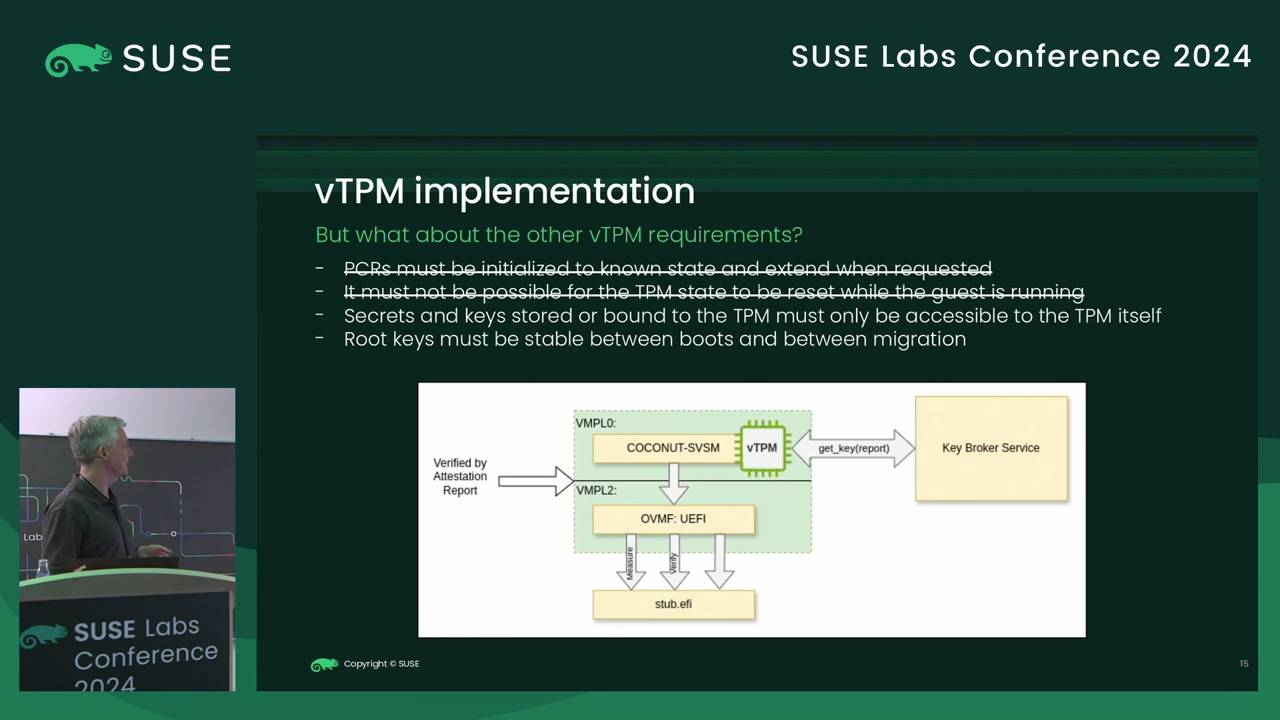 SUSE
SUSE Labs Conference 2024
vTPM implementation
But what about the other vTPM requirements?
- PCRs must be initialized to known state and extend when requested
- It must not be possible for the TPM state to be reset while the guest is running
- Secrets and keys stored or bound to the TPM must only be accessible to the TPM itself
- Root keys must be stable between boots and between migration
Verified by
Attestation
Report
VMPL0:
COCONUT-SVSM
vTPM
get_key(report)
Key Broker Service
VMPL2:
OVMF: UEFI
Measure
Verify
stub.efi
Copyright © SUSE
15
Lab
SUSE Labs
Conference
2024